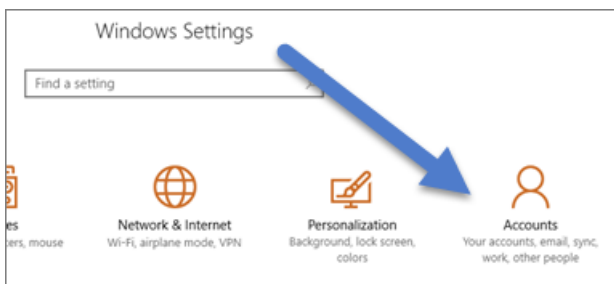 Windows Settings
Find a setting
es
Network & Internet
Personalization
Accounts
cers, mouse
Wi-Fi, airplane mode, VPN
Background, lock screen,
colors
Your accounts, email, sync,
work, other people